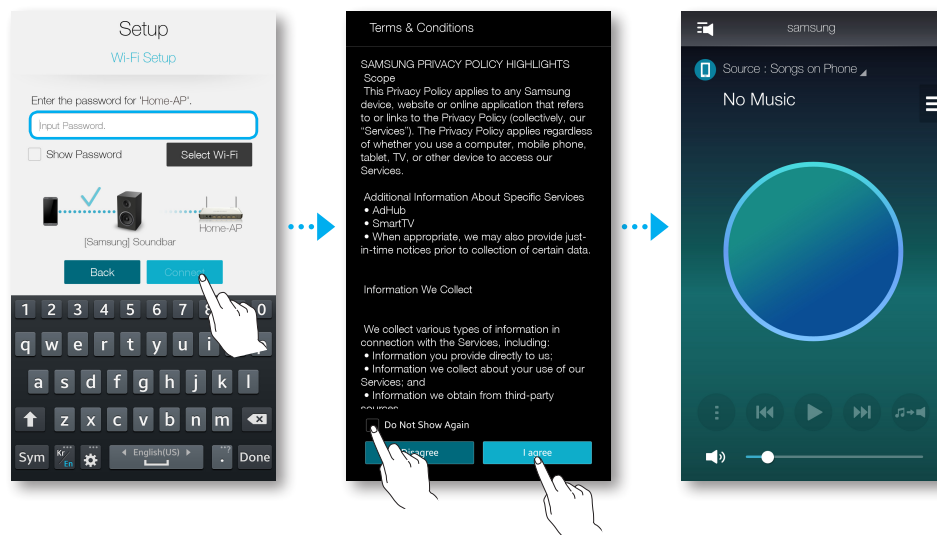 Setup
Wi-Fi Setup
Enter the password for 'Home-AP'.
Input Password.
Show Password
Select Wi-Fi
Home-AP
[Samsung] Soundbar
Back
Connect
1 2 3 4 5 6 7 8 0
q w e r t y u i p
a s d f g h j k l
z x c v b n m
Sym Kr/En English(US) . ? Done
Terms & Conditions
SAMSUNG PRIVACY POLICY HIGHLIGHTS
Scope
This Privacy Policy applies to any Samsung
device, website or online application that refers
to or links to the Privacy Policy (collectively, our
“Services”). The Privacy Policy applies regardless
of whether you use a computer, mobile phone,
tablet, TV, or other device to access our
Services.
Additional Information About Specific Services
• AdHub
• SmartTV
• When appropriate, we may also provide just-
in-time notices prior to collection of certain data.
Information We Collect
We collect various types of information in
connection with the Services, including:
• Information you provide directly to us;
• Information we collect about your use of our
Services; and
• Information we obtain from third-party
sources
Do Not Show Again
Disagree
I agree
samsung
Source : Songs on Phone
No Music